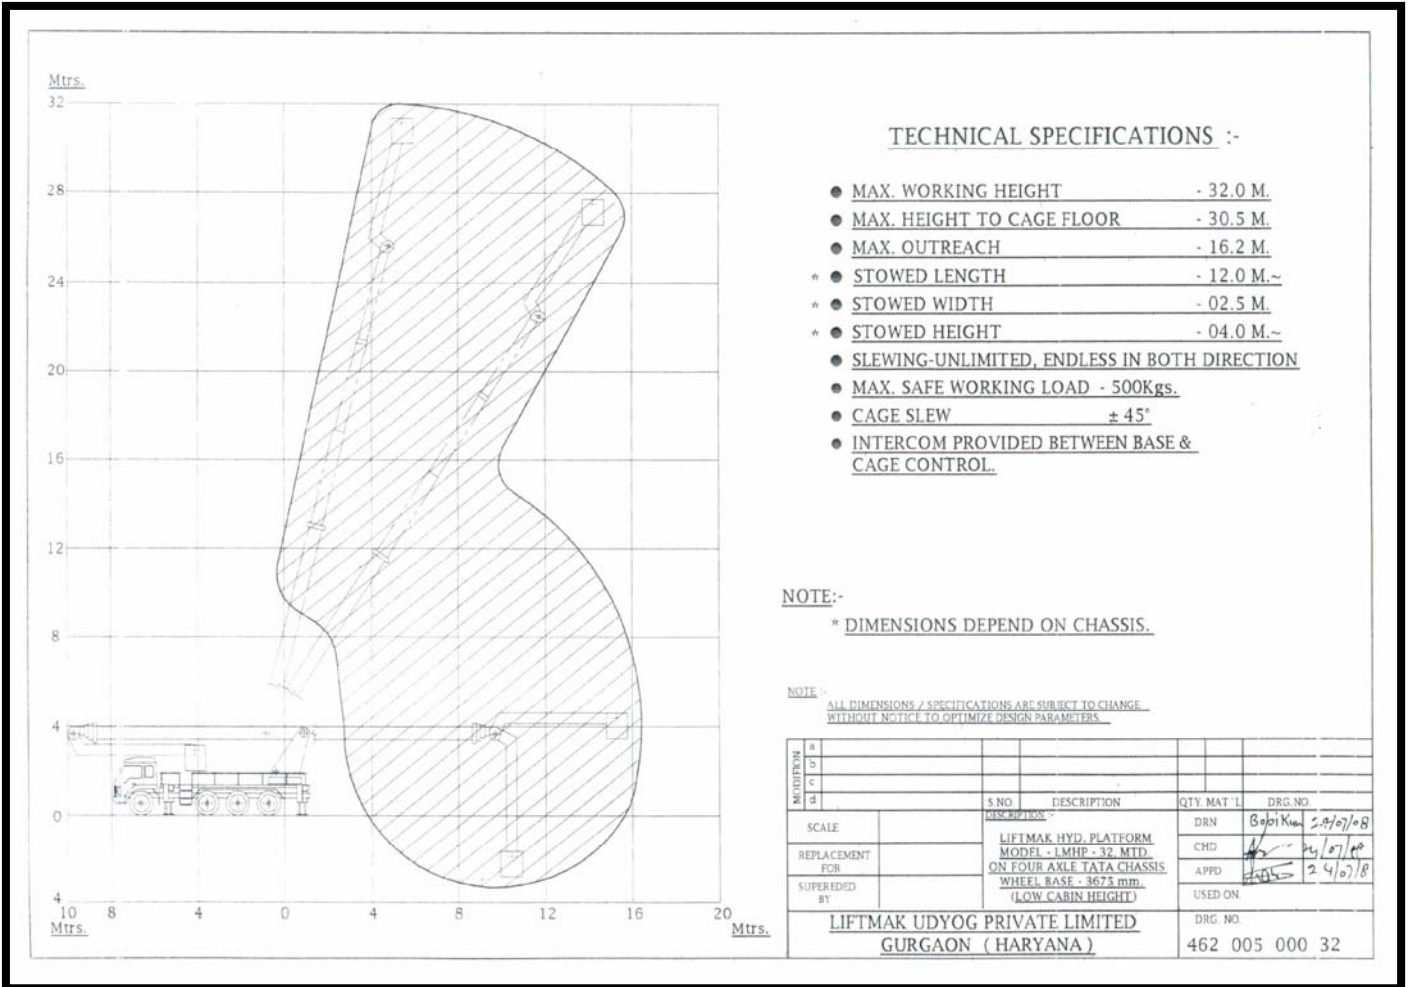 Mtrs.
32
28
24
20
16
12
8
4
0
4
10 8 4 0 4 8 12 16 20
Mtrs. Mtrs.
TECHNICAL SPECIFICATIONS :-
MAX. WORKING HEIGHT - 32.0 M.
MAX. HEIGHT TO CAGE FLOOR - 30.5 M.
MAX. OUTREACH - 16.2 M.
* STOWED LENGTH - 12.0 M.~
* STOWED WIDTH - 02.5 M.
* STOWED HEIGHT - 04.0 M.~
SLEWING-UNLIMITED, ENDLESS IN BOTH DIRECTION
MAX. SAFE WORKING LOAD - 500Kgs.
CAGE SLEW ± 45°
INTERCOM PROVIDED BETWEEN BASE &
CAGE CONTROL.
NOTE:-
* DIMENSIONS DEPEND ON CHASSIS.
NOTE :-
ALL DIMENSIONS / SPECIFICATIONS ARE SUBJECT TO CHANGE
WITHOUT NOTICE TO OPTIMIZE DESIGN PARAMETERS.
MODIFION
a
b
c
d
S.NO DESCRIPTION QTY. MAT'L DRG.NO.
SCALE
REPLACEMENT
FOR
SUPEREDED
BY
DESCRIPTION :-
LIFTMAK HYD. PLATFORM
MODEL - LMHP - 32, MTD.
ON FOUR AXLE TATA CHASSIS
WHEEL BASE - 3675 mm.
(LOW CABIN HEIGHT)
DRN
CHD
APPD
USED ON.
LIFTMAK UDYOG PRIVATE LIMITED
GURGAON ( HARYANA )
DRG. NO.
462 005 000 32